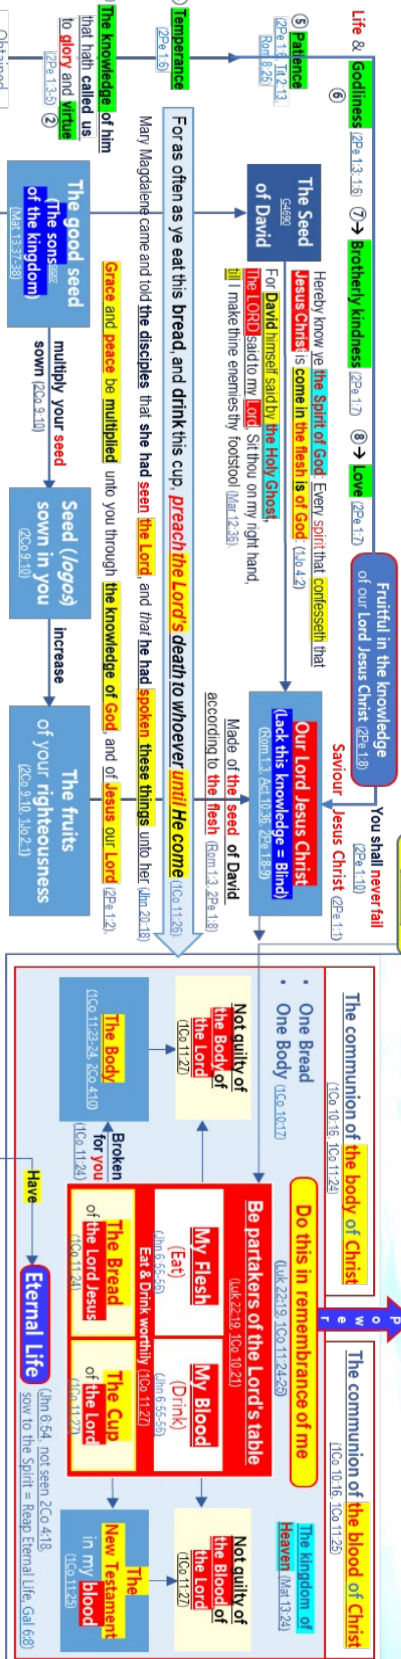 Life & Godliness (2Pe 1:3; 1:6) ⑦→ Brotherly kindness (2Pe 1:7) ⑧→ Love (2Pe 1:7)
⑥
⑤ Patience
(2Pe 1:6, Tit 2:13,
Rom 8:25)
Temperance
(2Pe 1:6)
The knowledge of him
that hath called us
to glory and virtue
(2Pe 1:3-5) ②
Obtained
Fruitful in the knowledge
of our Lord Jesus Christ (2Pe 1:8)
You shall never fail
(2Pe 1:10)
Saviour Jesus Christ (2Pe 1:1)
Hereby know ye the Spirit of God: Every spirit that confesseth that
Jesus Christ is come in the flesh is of God: (1Jo 4:2)
The Seed
G4690
of David
For David himself said by the Holy Ghost,
The LORD said to my Lord, Sit thou on my right hand,
till I make thine enemies thy footstool (Mar 12:36).
Our Lord Jesus Christ
(Lack this knowledge = Blind)
(Rom 1:3, Act 10:36, 2Pe 1:8-9)
Made of the seed of David
according to the flesh (Rom 1:3, 2Pe 1:8)
For as often as ye eat this bread, and drink this cup, preach the Lord's death to whoever until He come (1Co 11:26)
Mary Magdalene came and told the disciples that she had seen the Lord, and that he had spoken these things unto her (Jhn 20:18)
Grace and peace be multiplied unto you through the knowledge of God, and of Jesus our Lord (2Pe 1:2),
The good seed
(The sons
of the kingdom)
(Mat 13:37-38)
multiply your seed
sown (2Co 9:10)
Seed (logos)
sown in you
(2Co 9:10)
increase
The fruits
of your righteousness
(2Co 9:10, 1Jo 2:1)
The communion of the body of Christ
(1Co 10:16, 1Co 11:24)
P
o
w
e
r
The communion of the blood of Christ
(1Co 10:16, 1Co 11:25)
• One Bread
• One Body (1Co 10:17)
Do this in remembrance of me
(Luk 22:19, 1Co 11:24-25)
The kingdom of
Heaven (Mat 13:24)
Be partakers of the Lord's table
(Luk 22:19, 1Co 10:21)
Not guilty of
the Body of
the Lord
(1Co 11:27)
My Flesh
(Eat)
(Jhn 6:55-56)
My Blood
(Drink)
(Jhn 6:55-56)
Not guilty of
the Blood of
the Lord
(1Co 11:27)
Eat & Drink worthily (1Co 11:27)
The Body
(1Co 11:23-24, 2Co 4:10)
Broken
for you
(1Co 11:24)
The Bread
of the Lord Jesus
(1Co 11:24)
The Cup
of the Lord
(1Co 11:27)
The
New Testament
in my blood
(1Co 11:25)
Have
Eternal Life
(Jhn 6:54, not seen 2Co 4:18,
sow to the Spirit = Reap Eternal Life, Gal 6:8)